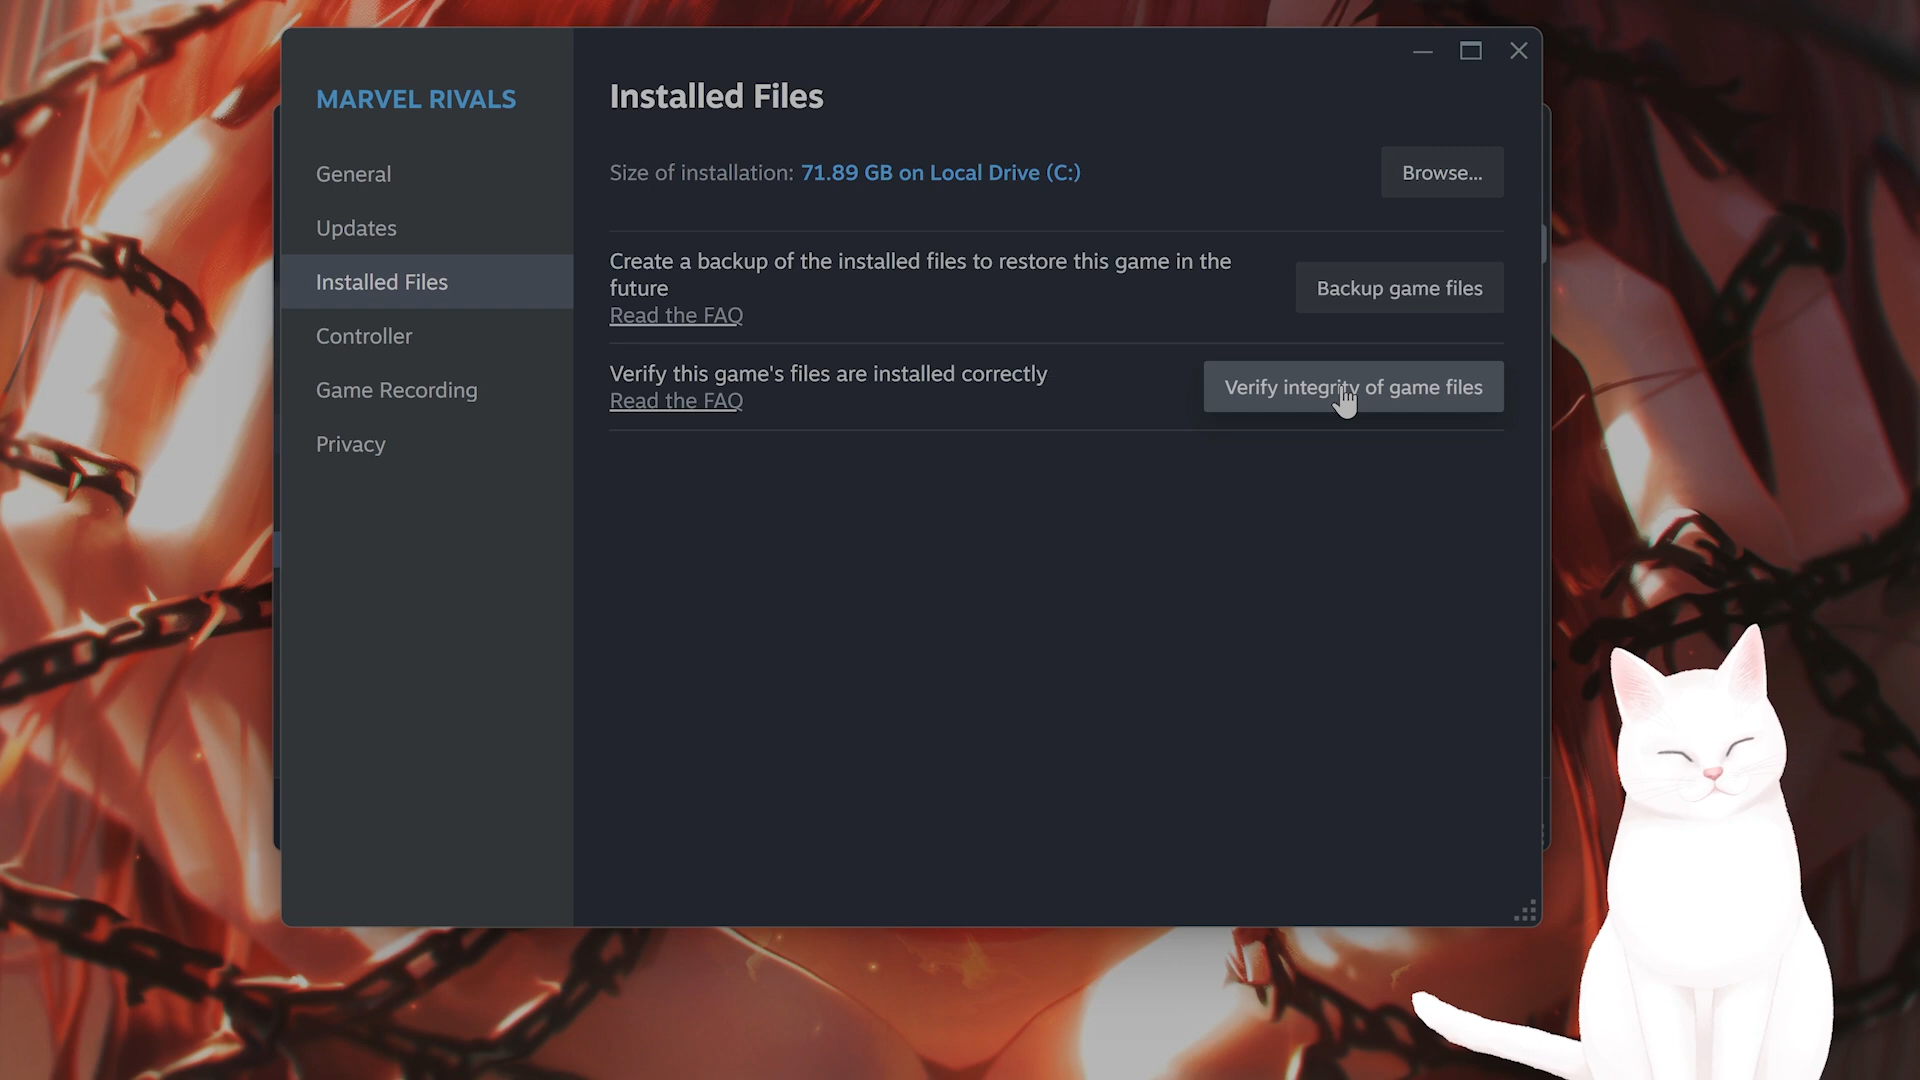 MARVEL RIVALS
General
Updates
Installed Files
Controller
Game Recording
Privacy
Installed Files
Size of installation: 71.89 GB on Local Drive (C:)
Browse...
Create a backup of the installed files to restore this game in the
future
Read the FAQ
Backup game files
Verify this game's files are installed correctly
Read the FAQ
Verify integrity of game files